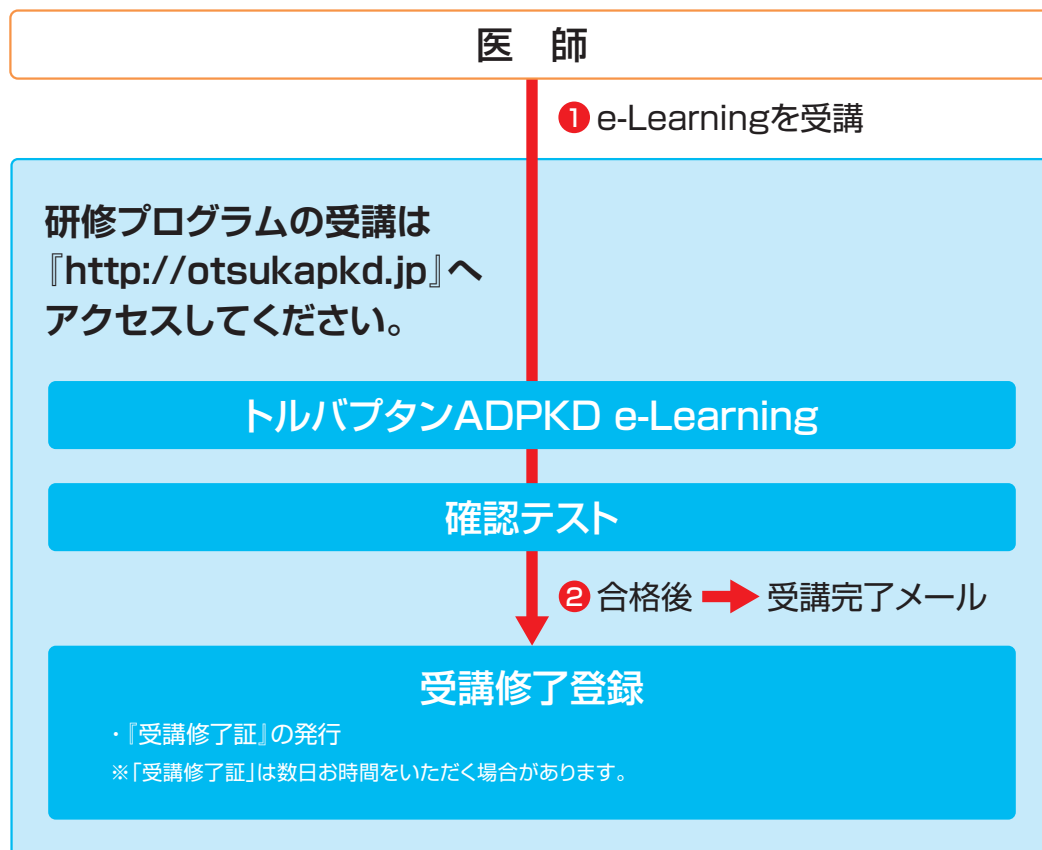 医 師
❶ e-Learningを受講
研修プログラムの受講は
『http://otsukapkd.jp』へ
アクセスしてください。
トルバプタンADPKD e-Learning
確認テスト
❷ 合格後 ➡ 受講完了メール
受講修了登録
・『受講修了証』の発行
※「受講修了証」は数日お時間をいただく場合があります。